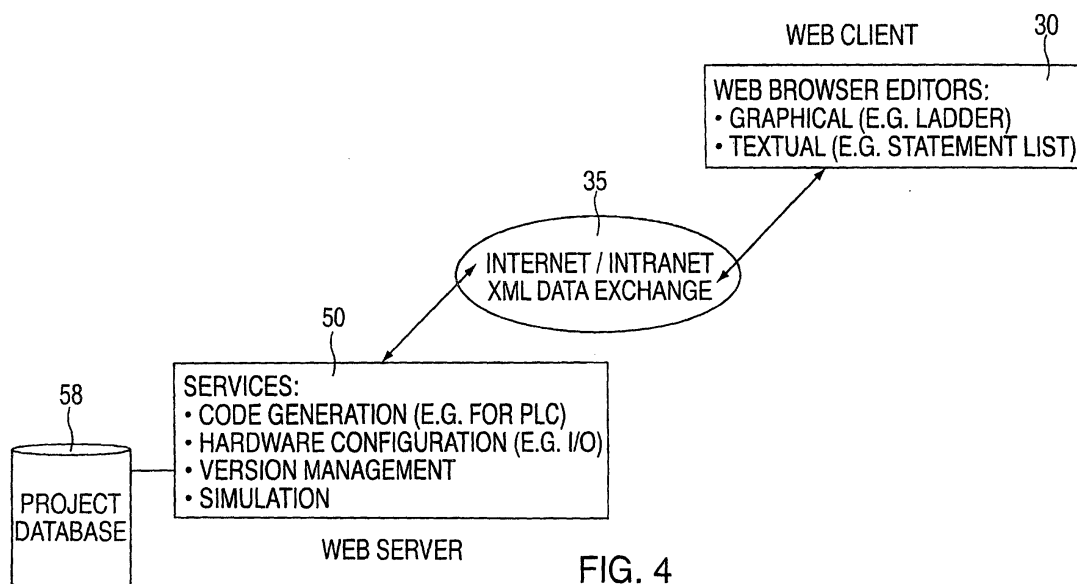 WEB CLIENT
30
WEB BROWSER EDITORS:
• GRAPHICAL (E.G. LADDER)
• TEXTUAL (E.G. STATEMENT LIST)
35
INTERNET / INTRANET
XML DATA EXCHANGE
50
SERVICES:
• CODE GENERATION (E.G. FOR PLC)
• HARDWARE CONFIGURATION (E.G. I/O)
• VERSION MANAGEMENT
• SIMULATION
58
PROJECT
DATABASE
WEB SERVER
FIG. 4